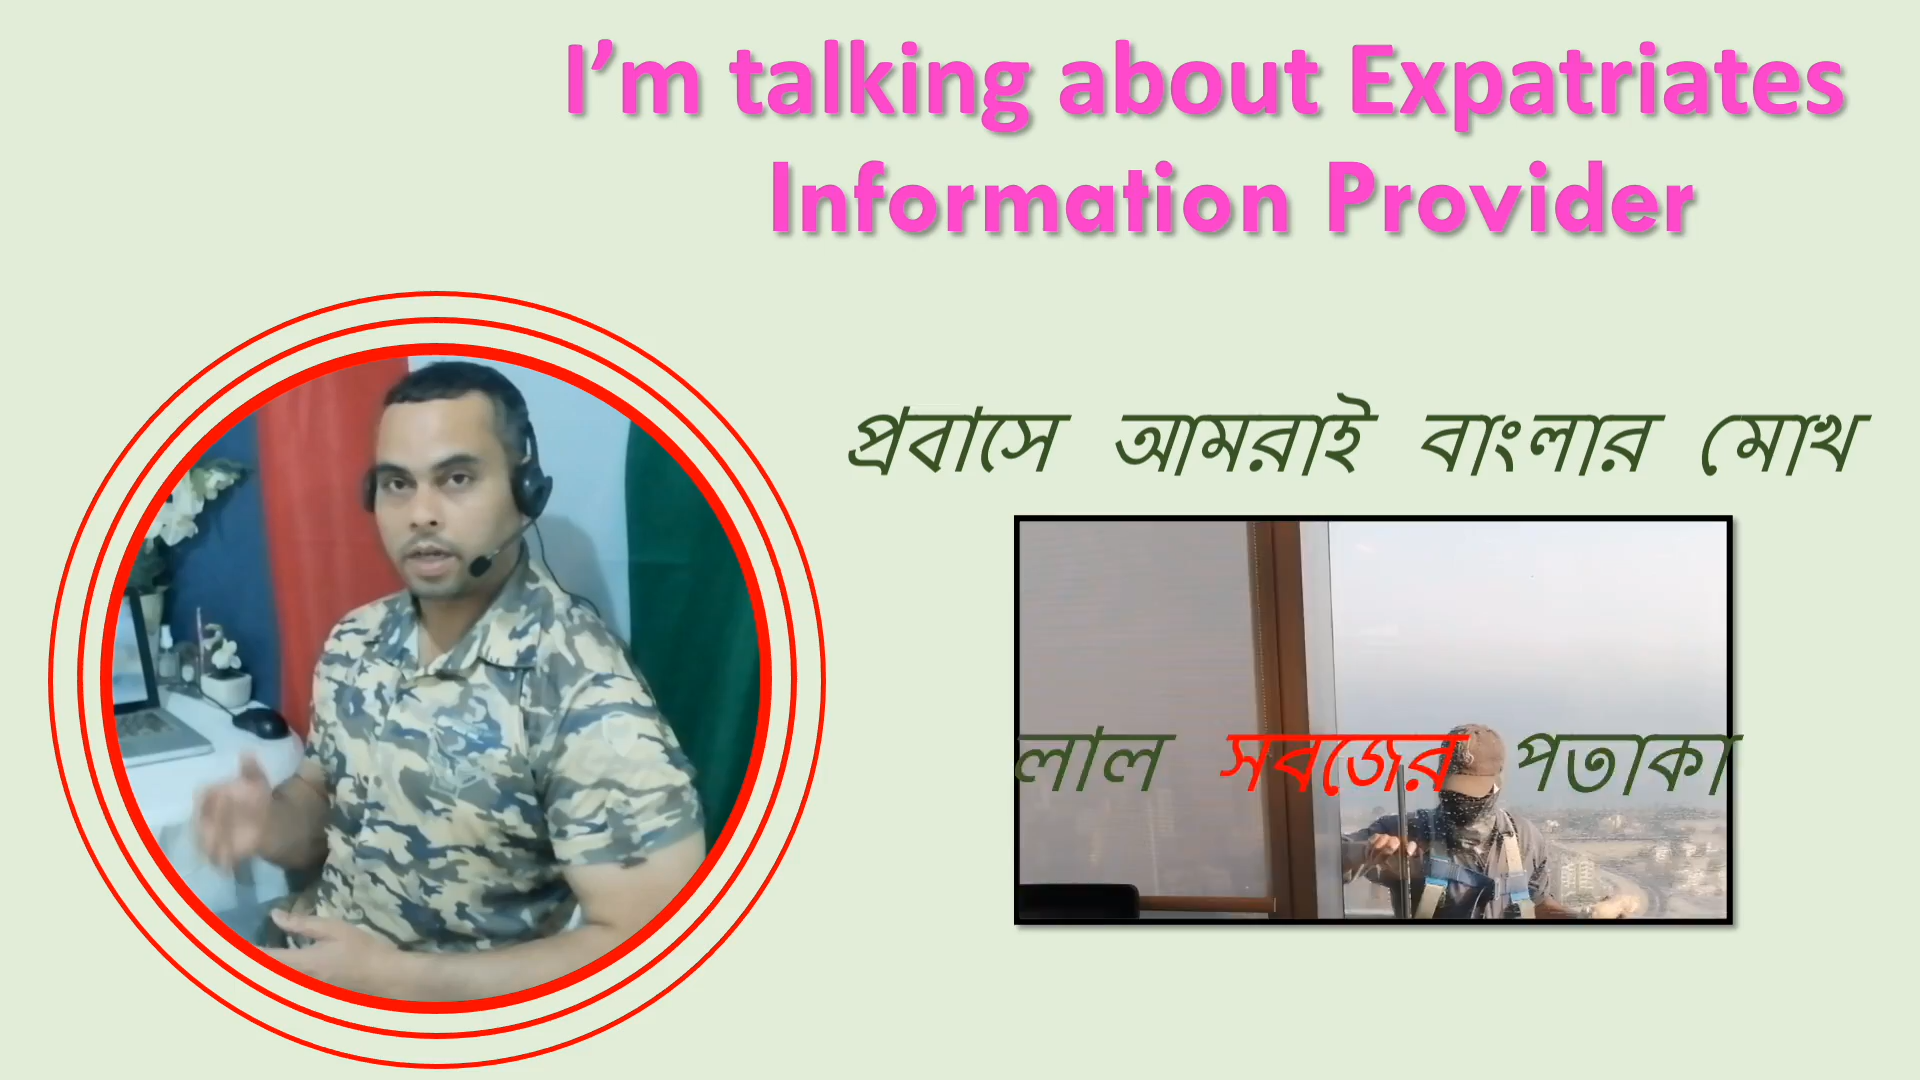 I'm talking about Expatriates
Information Provider
প্রবাসে আমরাই বাংলার মোখ
লাল সবজের পতাকা